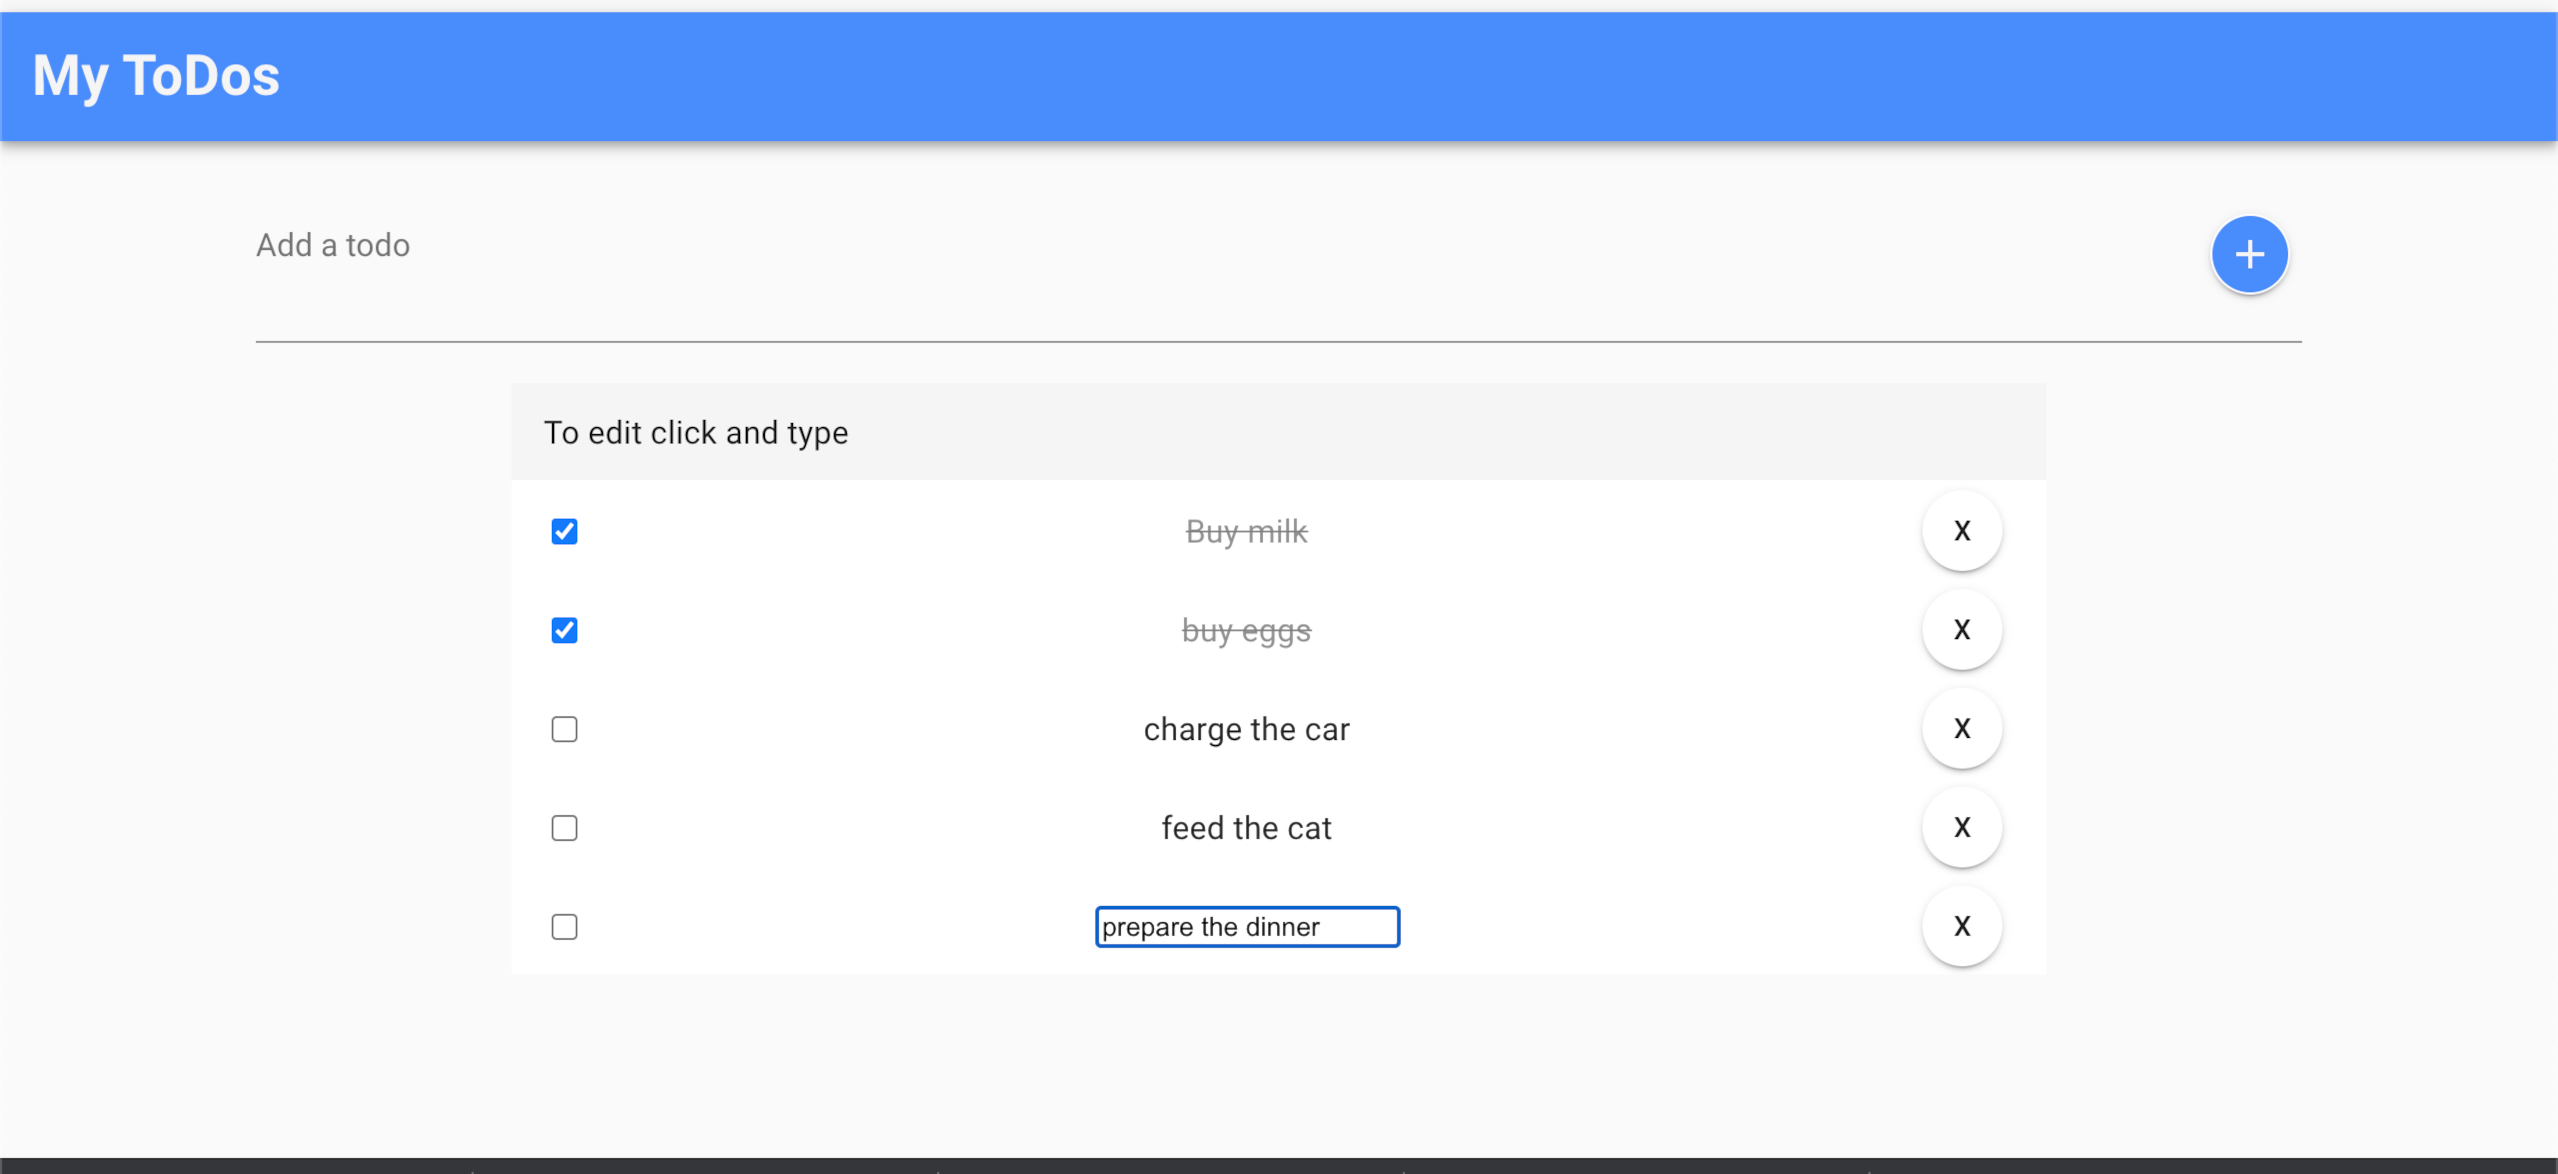 My ToDos
Add a todo
+
To edit click and type
Buy milk
X
buy eggs
X
charge the car
X
feed the cat
X
prepare the dinner
X